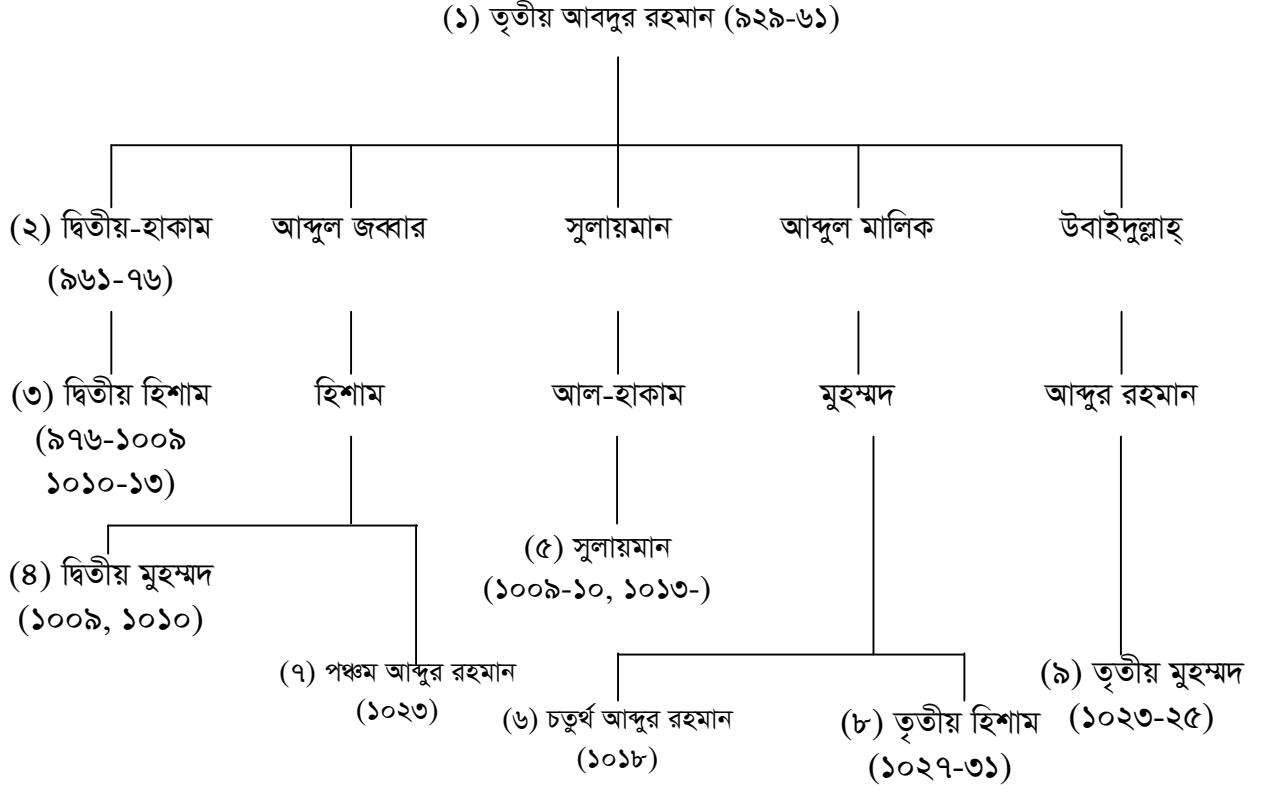 (১) তৃতীয় আবদুর রহমান (৯২৯-৬১)
(২) দ্বিতীয়-হাকাম
(৯৬১-৭৬)
আব্দুল জব্বার
সুলায়মান
আব্দুল মালিক
উবাইদুল্লাহ্
(৩) দ্বিতীয় হিশাম
(৯৭৬-১০০৯
১০১০-১৩)
হিশাম
আল-হাকাম
মুহম্মদ
আব্দুর রহমান
(৪) দ্বিতীয় মুহম্মদ
(১০০৯, ১০১০)
(৫) সুলায়মান
(১০০৯-১০, ১০১৩-)
(৭) পঞ্চম আব্দুর রহমান
(১০২৩)
(৬) চতুর্থ আব্দুর রহমান
(১০১৮)
(৮) তৃতীয় হিশাম
(১০২৭-৩১)
(৯) তৃতীয় মুহম্মদ
(১০২৩-২৫)